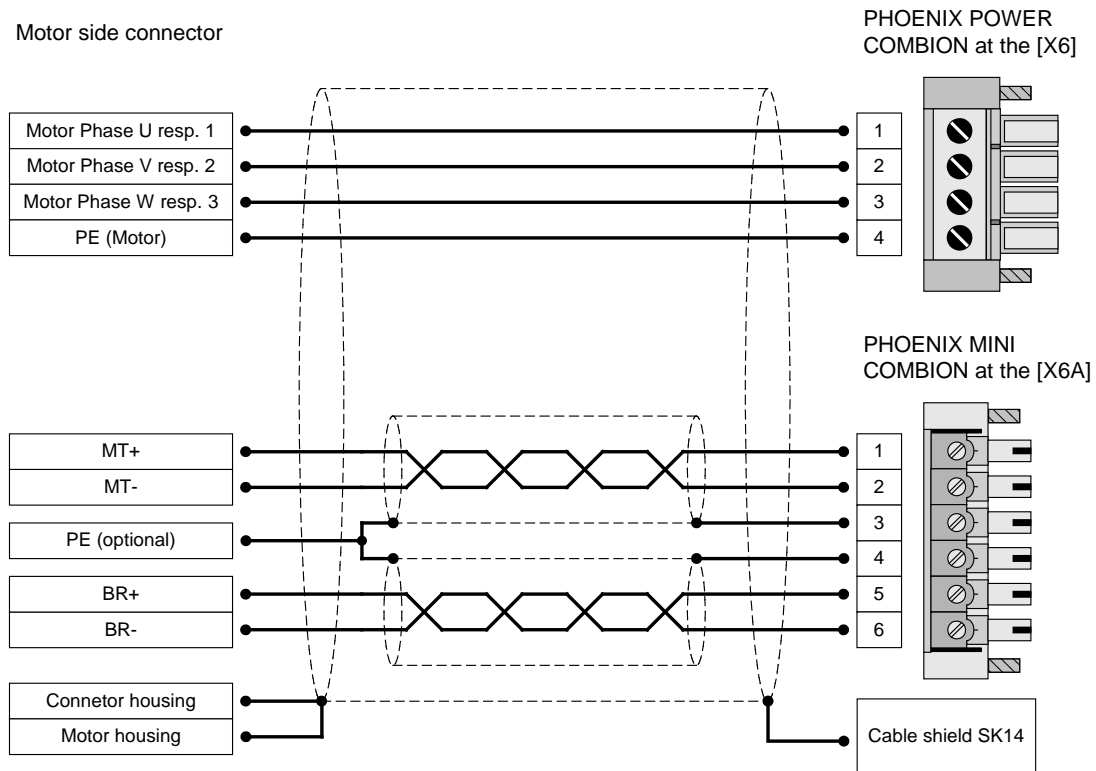 Motor side connector
PHOENIX POWER
COMBION at the [X6]
Motor Phase U resp. 1
1
Motor Phase V resp. 2
2
Motor Phase W resp. 3
3
PE (Motor)
4
PHOENIX MINI
COMBION at the [X6A]
MT+
1
MT-
2
3
PE (optional)
4
BR+
5
BR-
6
Connetor housing
Motor housing
Cable shield SK14